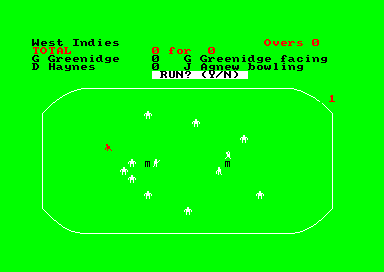 West Indies Overs 0
TOTAL 0 for 0
G Greenidge 0 G Greenidge facing
D Haynes 0 J Agnew bowling
RUN? (Y/N)
1
m m